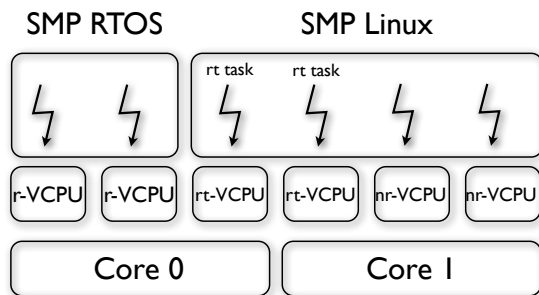 SMP RTOS SMP Linux
rt task rt task
r-VCPU r-VCPU rt-VCPU rt-VCPU nr-VCPU nr-VCPU
Core 0 Core 1